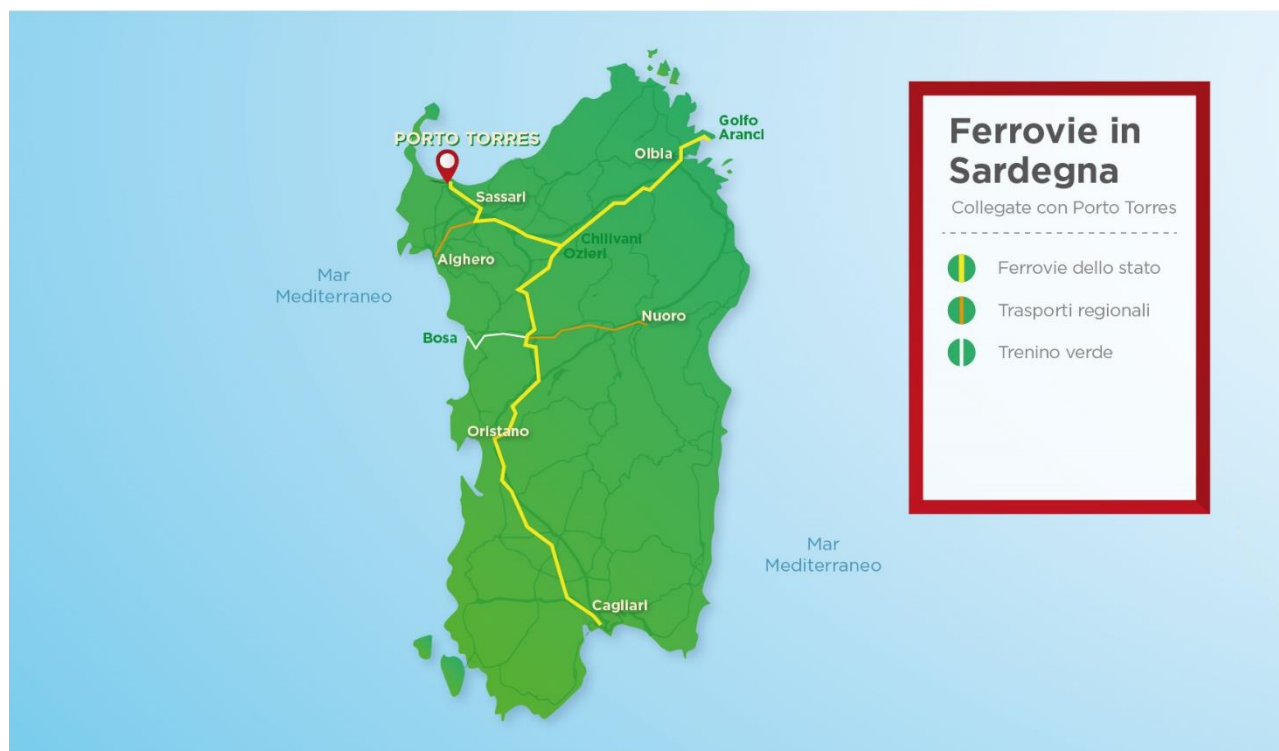 Golfo
Aranci
PORTO TORRES
Olbia
Sassari
Chilivani
Ozieri
Alghero
Mar
Mediterraneo
Nuoro
Bosa
Oristano
Mar
Mediterraneo
Cagliari
Ferrovie in
Sardegna
Collegate con Porto Torres
Ferrovie dello stato
Trasporti regionali
Trenino verde